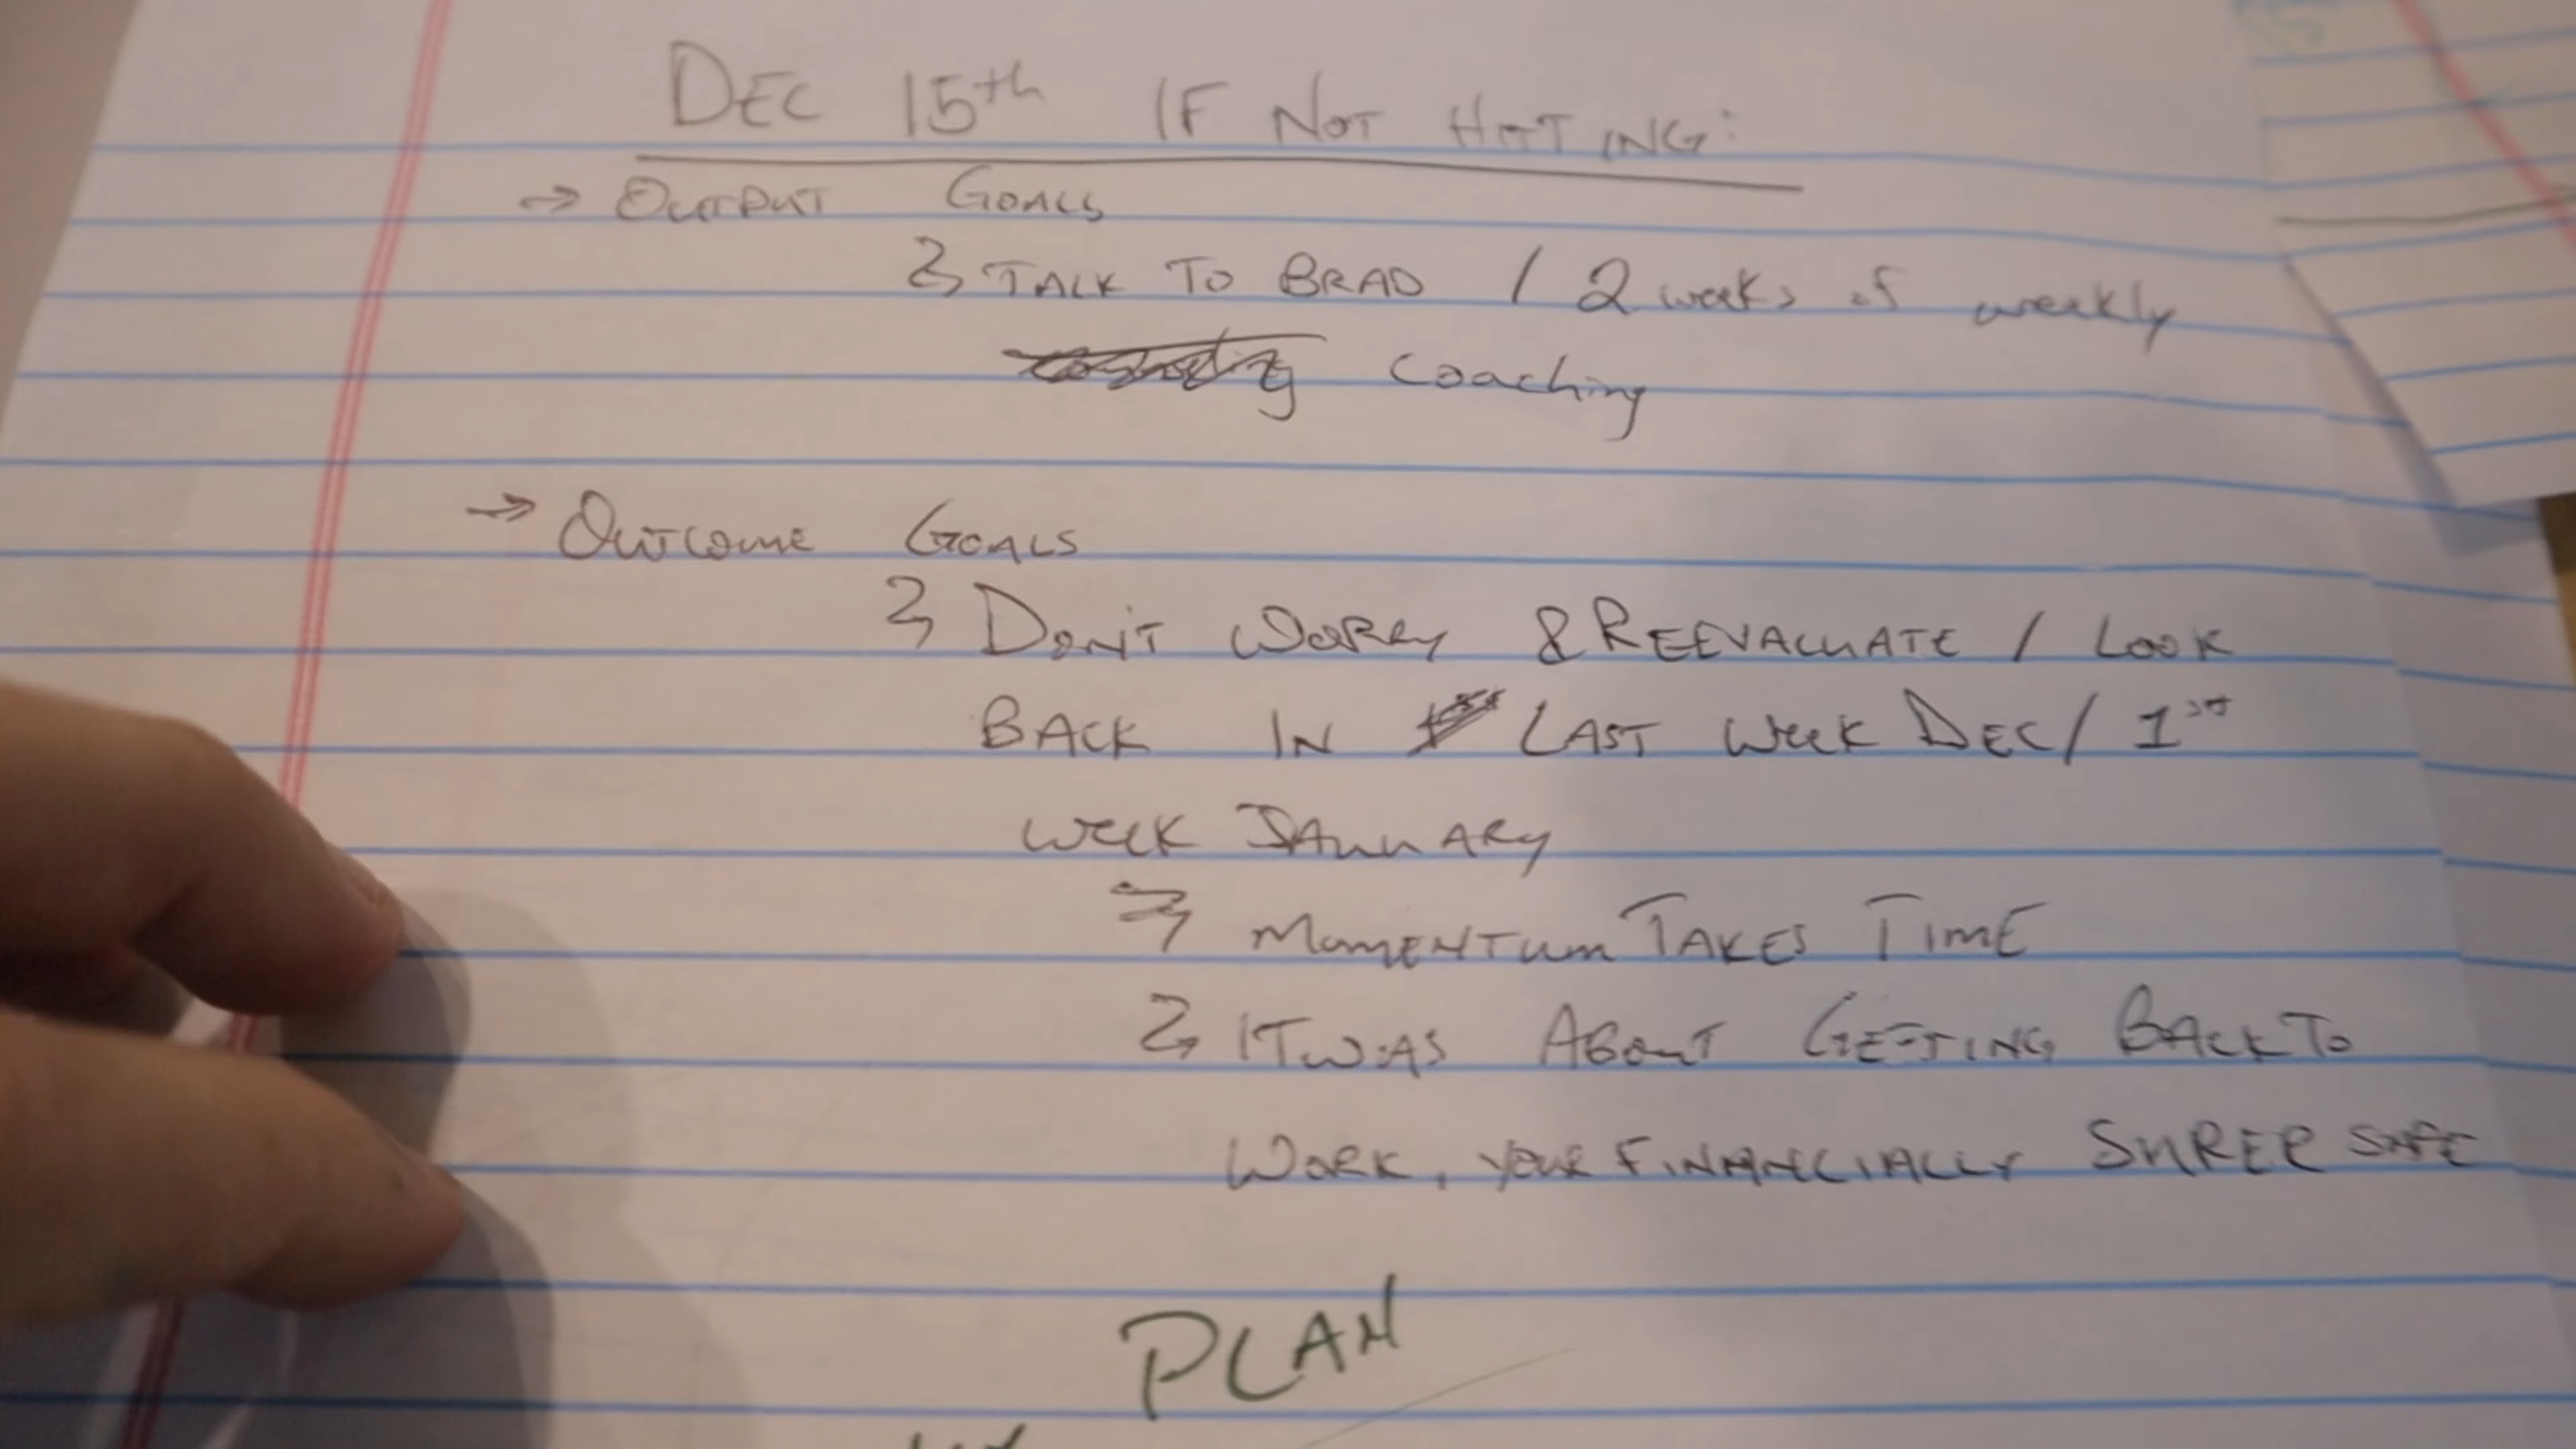 DEC 15th IF NOT HITTING:
→ OUTPUT GOALS
TALK TO BRAD / 2 weeks of weekly
coaching
→ OUTCOME GOALS
DON'T WORRY & REEVALUATE / LOOK
BACK IN LAST WEEK DEC / 1st
WEEK JANUARY
MOMENTUM TAKES TIME
IT WAS ABOUT GETTING BACK TO
WORK, YOUR FINANCIALLY SUPER SAFE
PLAN